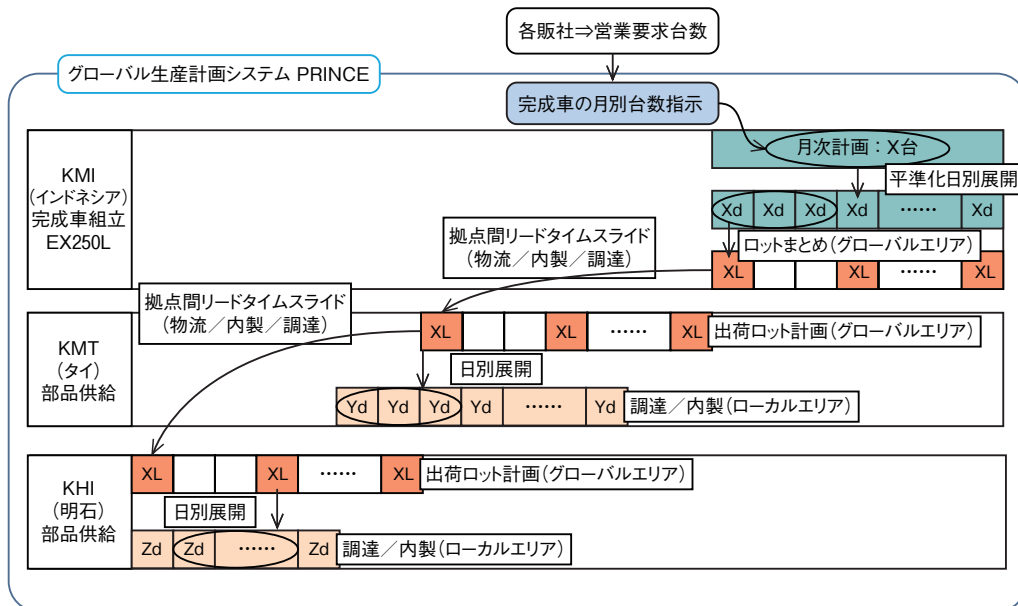 各販社⇒営業要求台数
グローバル生産計画システム PRINCE
完成車の月別台数指示
月次計画：X台
KMI
(インドネシア)
完成車組立
EX250L
平準化日別展開
Xd Xd Xd Xd …… Xd
ロットまとめ(グローバルエリア)
拠点間リードタイムスライド
(物流／内製／調達)
XL XL …… XL
拠点間リードタイムスライド
(物流／内製／調達)
KMT
(タイ)
部品供給
XL XL …… XL 出荷ロット計画(グローバルエリア)
日別展開
Yd Yd Yd Yd …… Yd 調達／内製(ローカルエリア)
KHI
(明石)
部品供給
XL XL …… XL 出荷ロット計画(グローバルエリア)
日別展開
Zd Zd …… Zd 調達／内製(ローカルエリア)